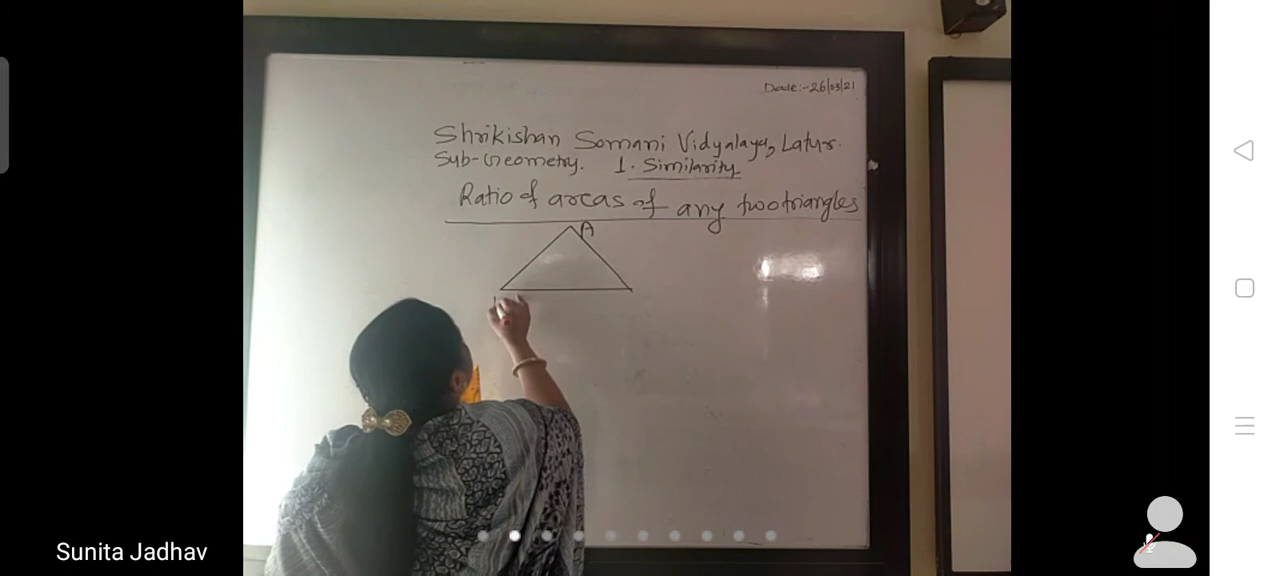 Date:-26/03/21
Shrikishan Somani Vidyalaya, Latur.
Sub-Geometry. 1. Similarity
Ratio of areas of any two triangles
A
Sunita Jadhav